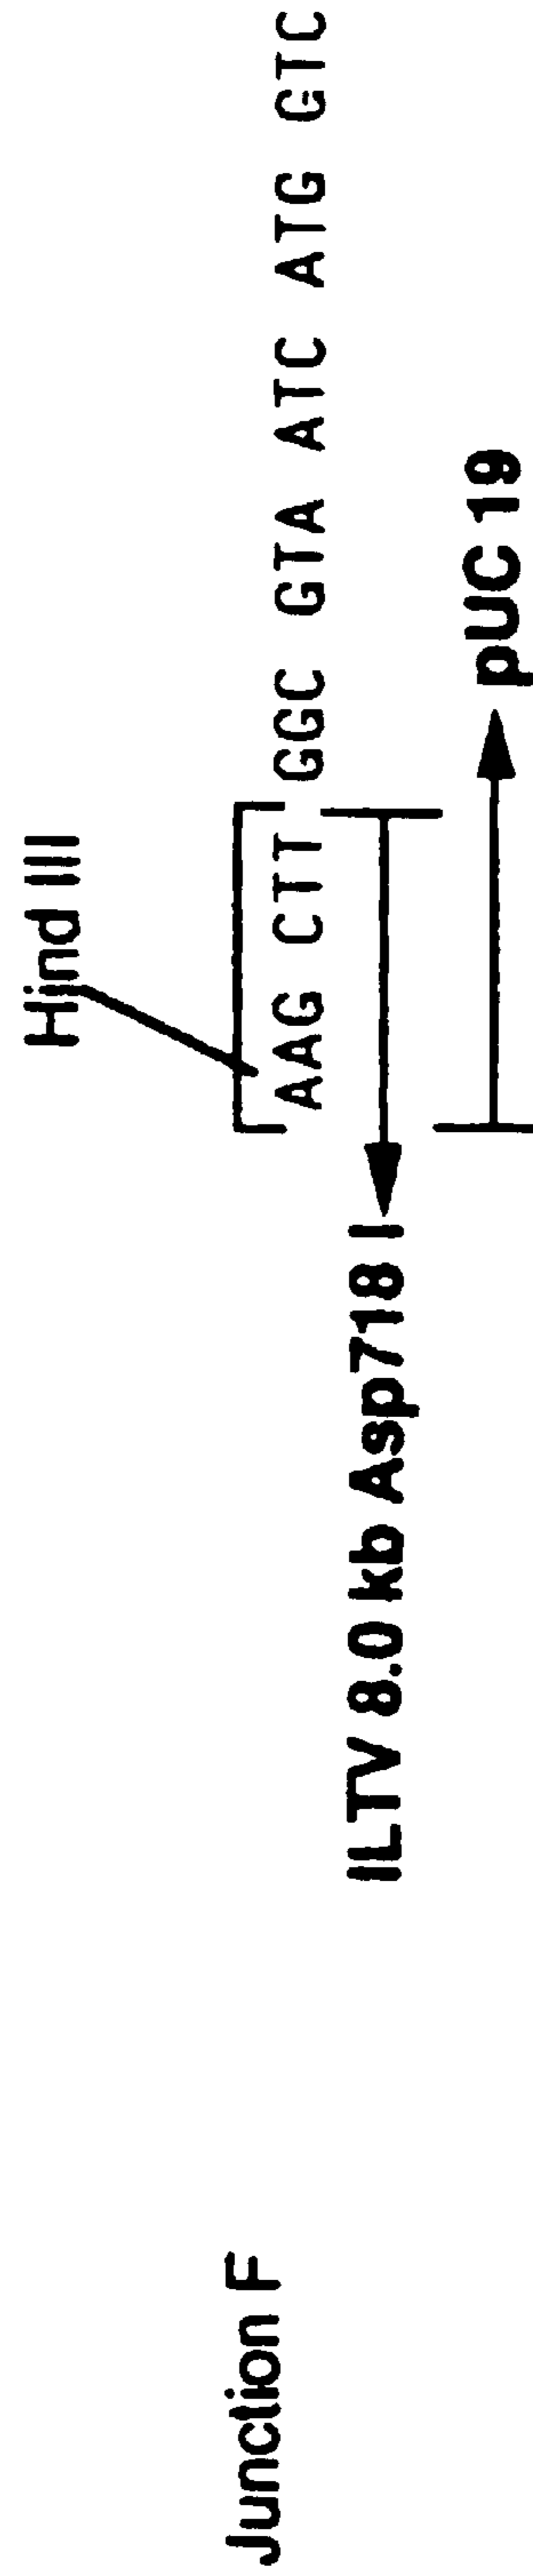 Junction F
Hind III
AAG CTT GGC GTA ATC ATG GTC
ILTV 8.0 kb Asp718 I
pUC 19